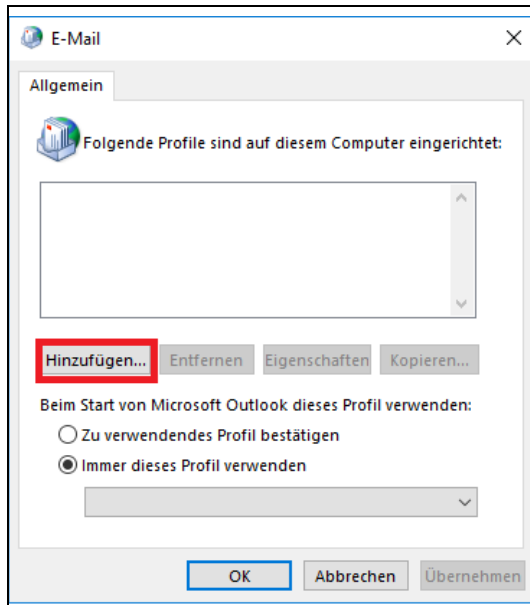 E-Mail
Allgemein
Folgende Profile sind auf diesem Computer eingerichtet:
Hinzufügen... Entfernen Eigenschaften Kopieren...
Beim Start von Microsoft Outlook dieses Profil verwenden:
Zu verwendendes Profil bestätigen
Immer dieses Profil verwenden
OK Abbrechen Übernehmen